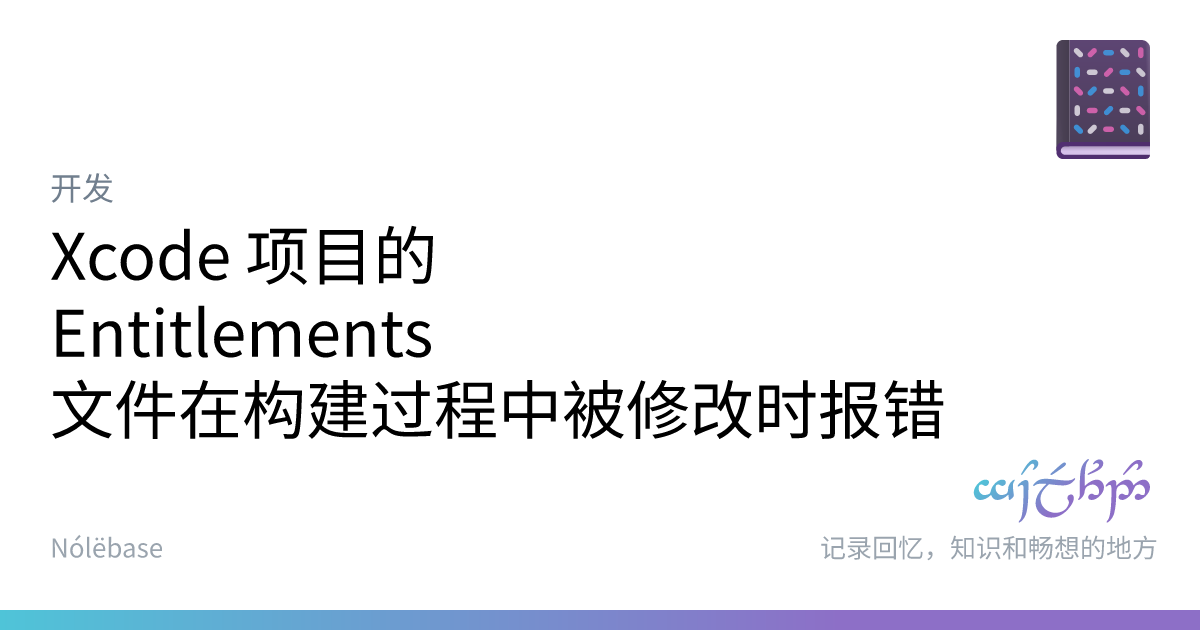 开发
Xcode 项目的
Entitlements
文件在构建过程中被修改时报错
Nólëbase
记录回忆，知识和畅想的地方